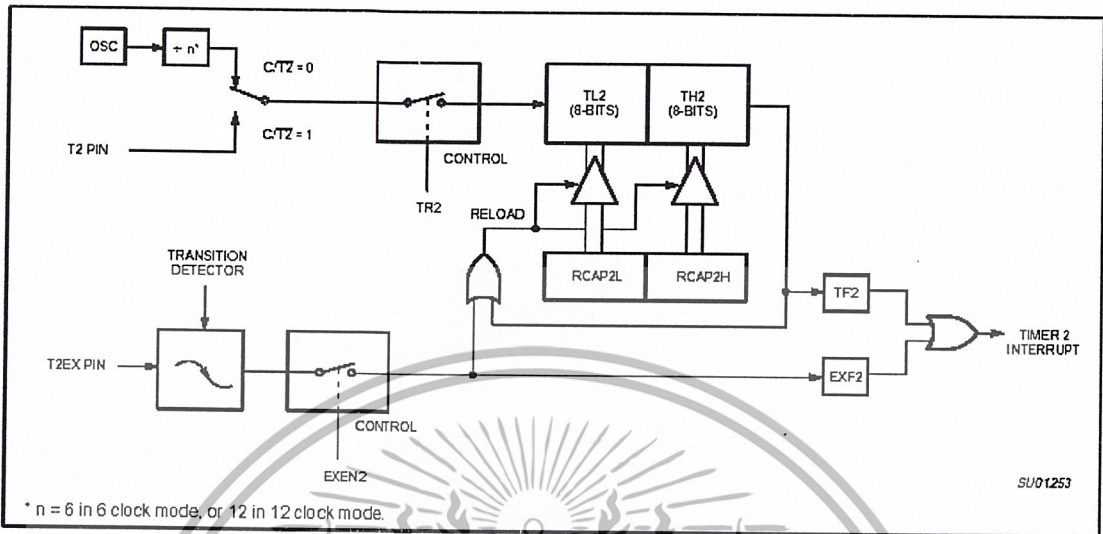 OSC
÷ n*
C/T2 = 0
C/T2 = 1
T2 PIN
CONTROL
TR2
TL2
(8-BITS)
TH2
(8-BITS)
RELOAD
RCAP2L
RCAP2H
TRANSITION
DETECTOR
T2EX PIN
CONTROL
EXEN2
TF2
EXF2
TIMER 2
INTERRUPT
SU01253
* n = 6 in 6 clock mode, or 12 in 12 clock mode.